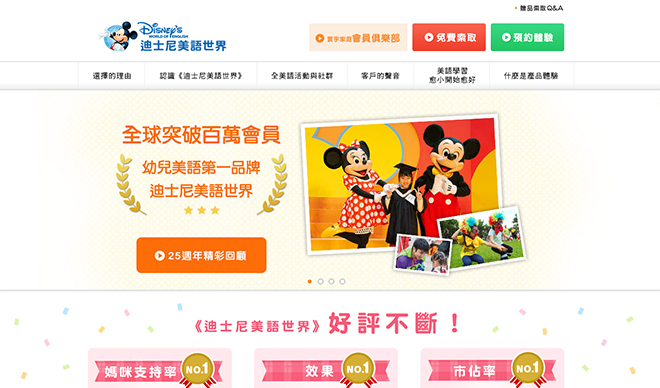 贈品索取Q&A
Disney's
WORLD OF ENGLISH
迪士尼美語世界
寰宇家庭會員俱樂部
免費索取
預約體驗
選擇的理由
認識《迪士尼美語世界》
全美語活動與社群
客戶的聲音
美語學習
愈小開始愈好
什麼是產品體驗
全球突破百萬會員
幼兒美語第一品牌
迪士尼美語世界
25週年精彩回顧
《迪士尼美語世界》好評不斷！
媽咪支持率 NO.1
效果 NO.1
市佔率 NO.1